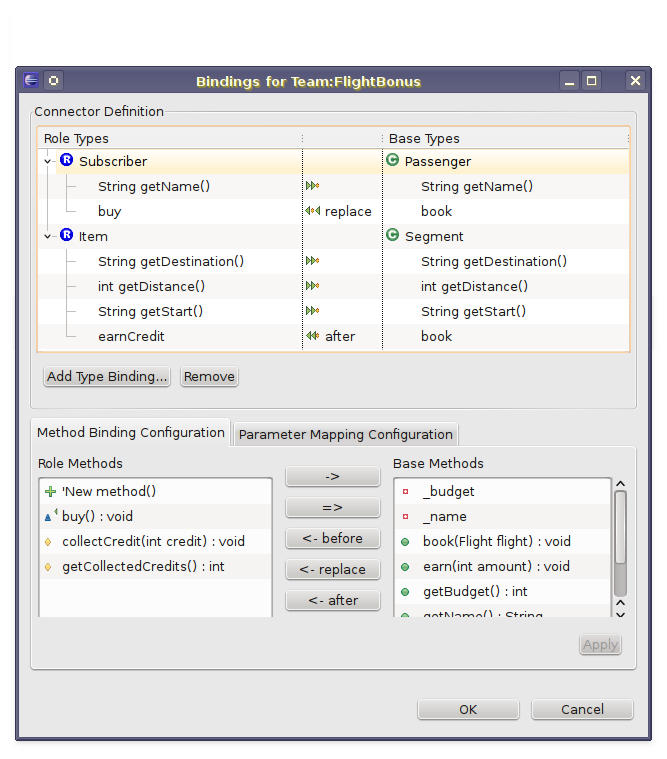 Bindings for Team:FlightBonus
Connector Definition
Role Types Base Types
R Subscriber C Passenger
String getName() String getName()
buy replace book
R Item C Segment
String getDestination() String getDestination()
int getDistance() int getDistance()
String getStart() String getStart()
earnCredit after book
Add Type Binding... Remove
Method Binding Configuration Parameter Mapping Configuration
Role Methods Base Methods
'New method() -> _budget
buy() : void => _name
collectCredit(int credit) : void <- before book(Flight flight) : void
getCollectedCredits() : int <- replace earn(int amount) : void
<- after getBudget() : int
getName() : String
Apply
OK Cancel